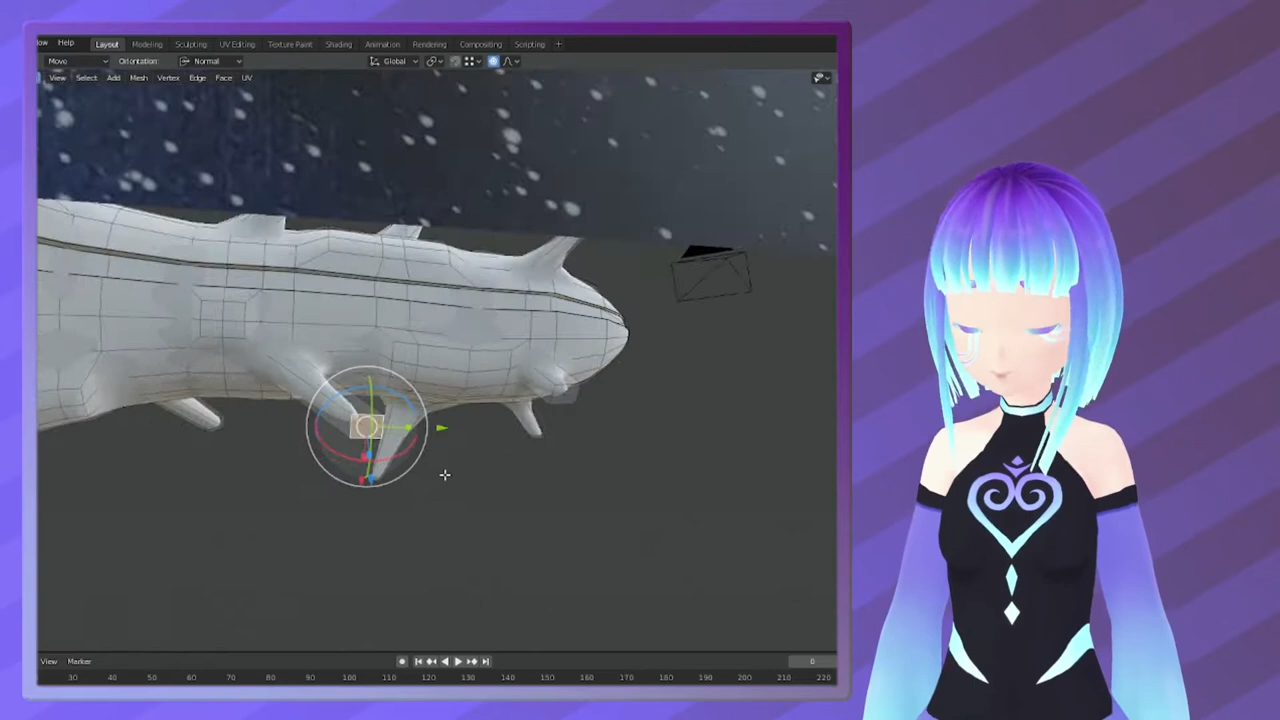 ow Help Layout Modeling Sculpting UV Editing Texture Paint Shading Animation Rendering Compositing Scripting +
Move Orientation: Normal Global
View Select Add Mesh Vertex Edge Face UV
View Marker 0
30 40 50 60 70 80 90 100 110 120 130 140 150 160 170 180 190 200 210 220